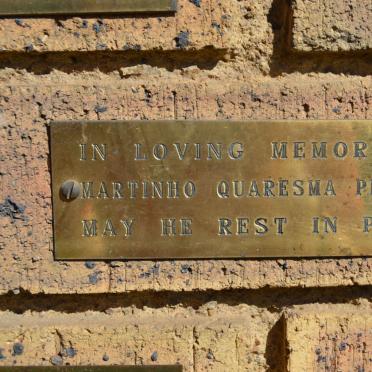 IN LOVING MEMOR
MARTINHO QUARESMA P
MAY HE REST IN P